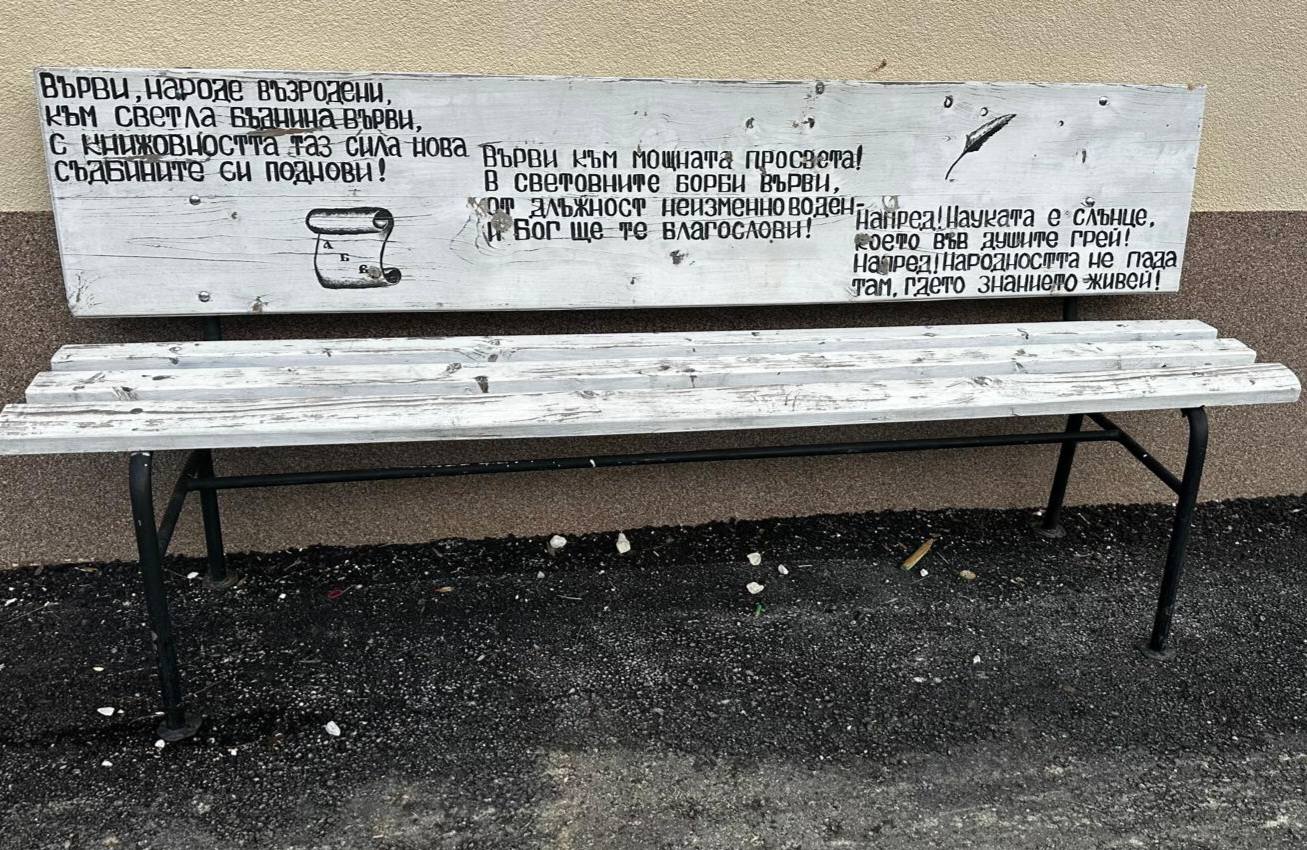 Върви, народе възродени,
към светла бъднина върви,
с книжовността таз сила нова
съдбините си поднови!
а
Б
в
Върви към мощната просвета!
В световните борби върви,
от длъжност неизменно воден-
и Бог ще те благослови!
Напред! Науката е слънце,
което във душите грей!
Напред! Народността не пада
там, гдето знанието живей!